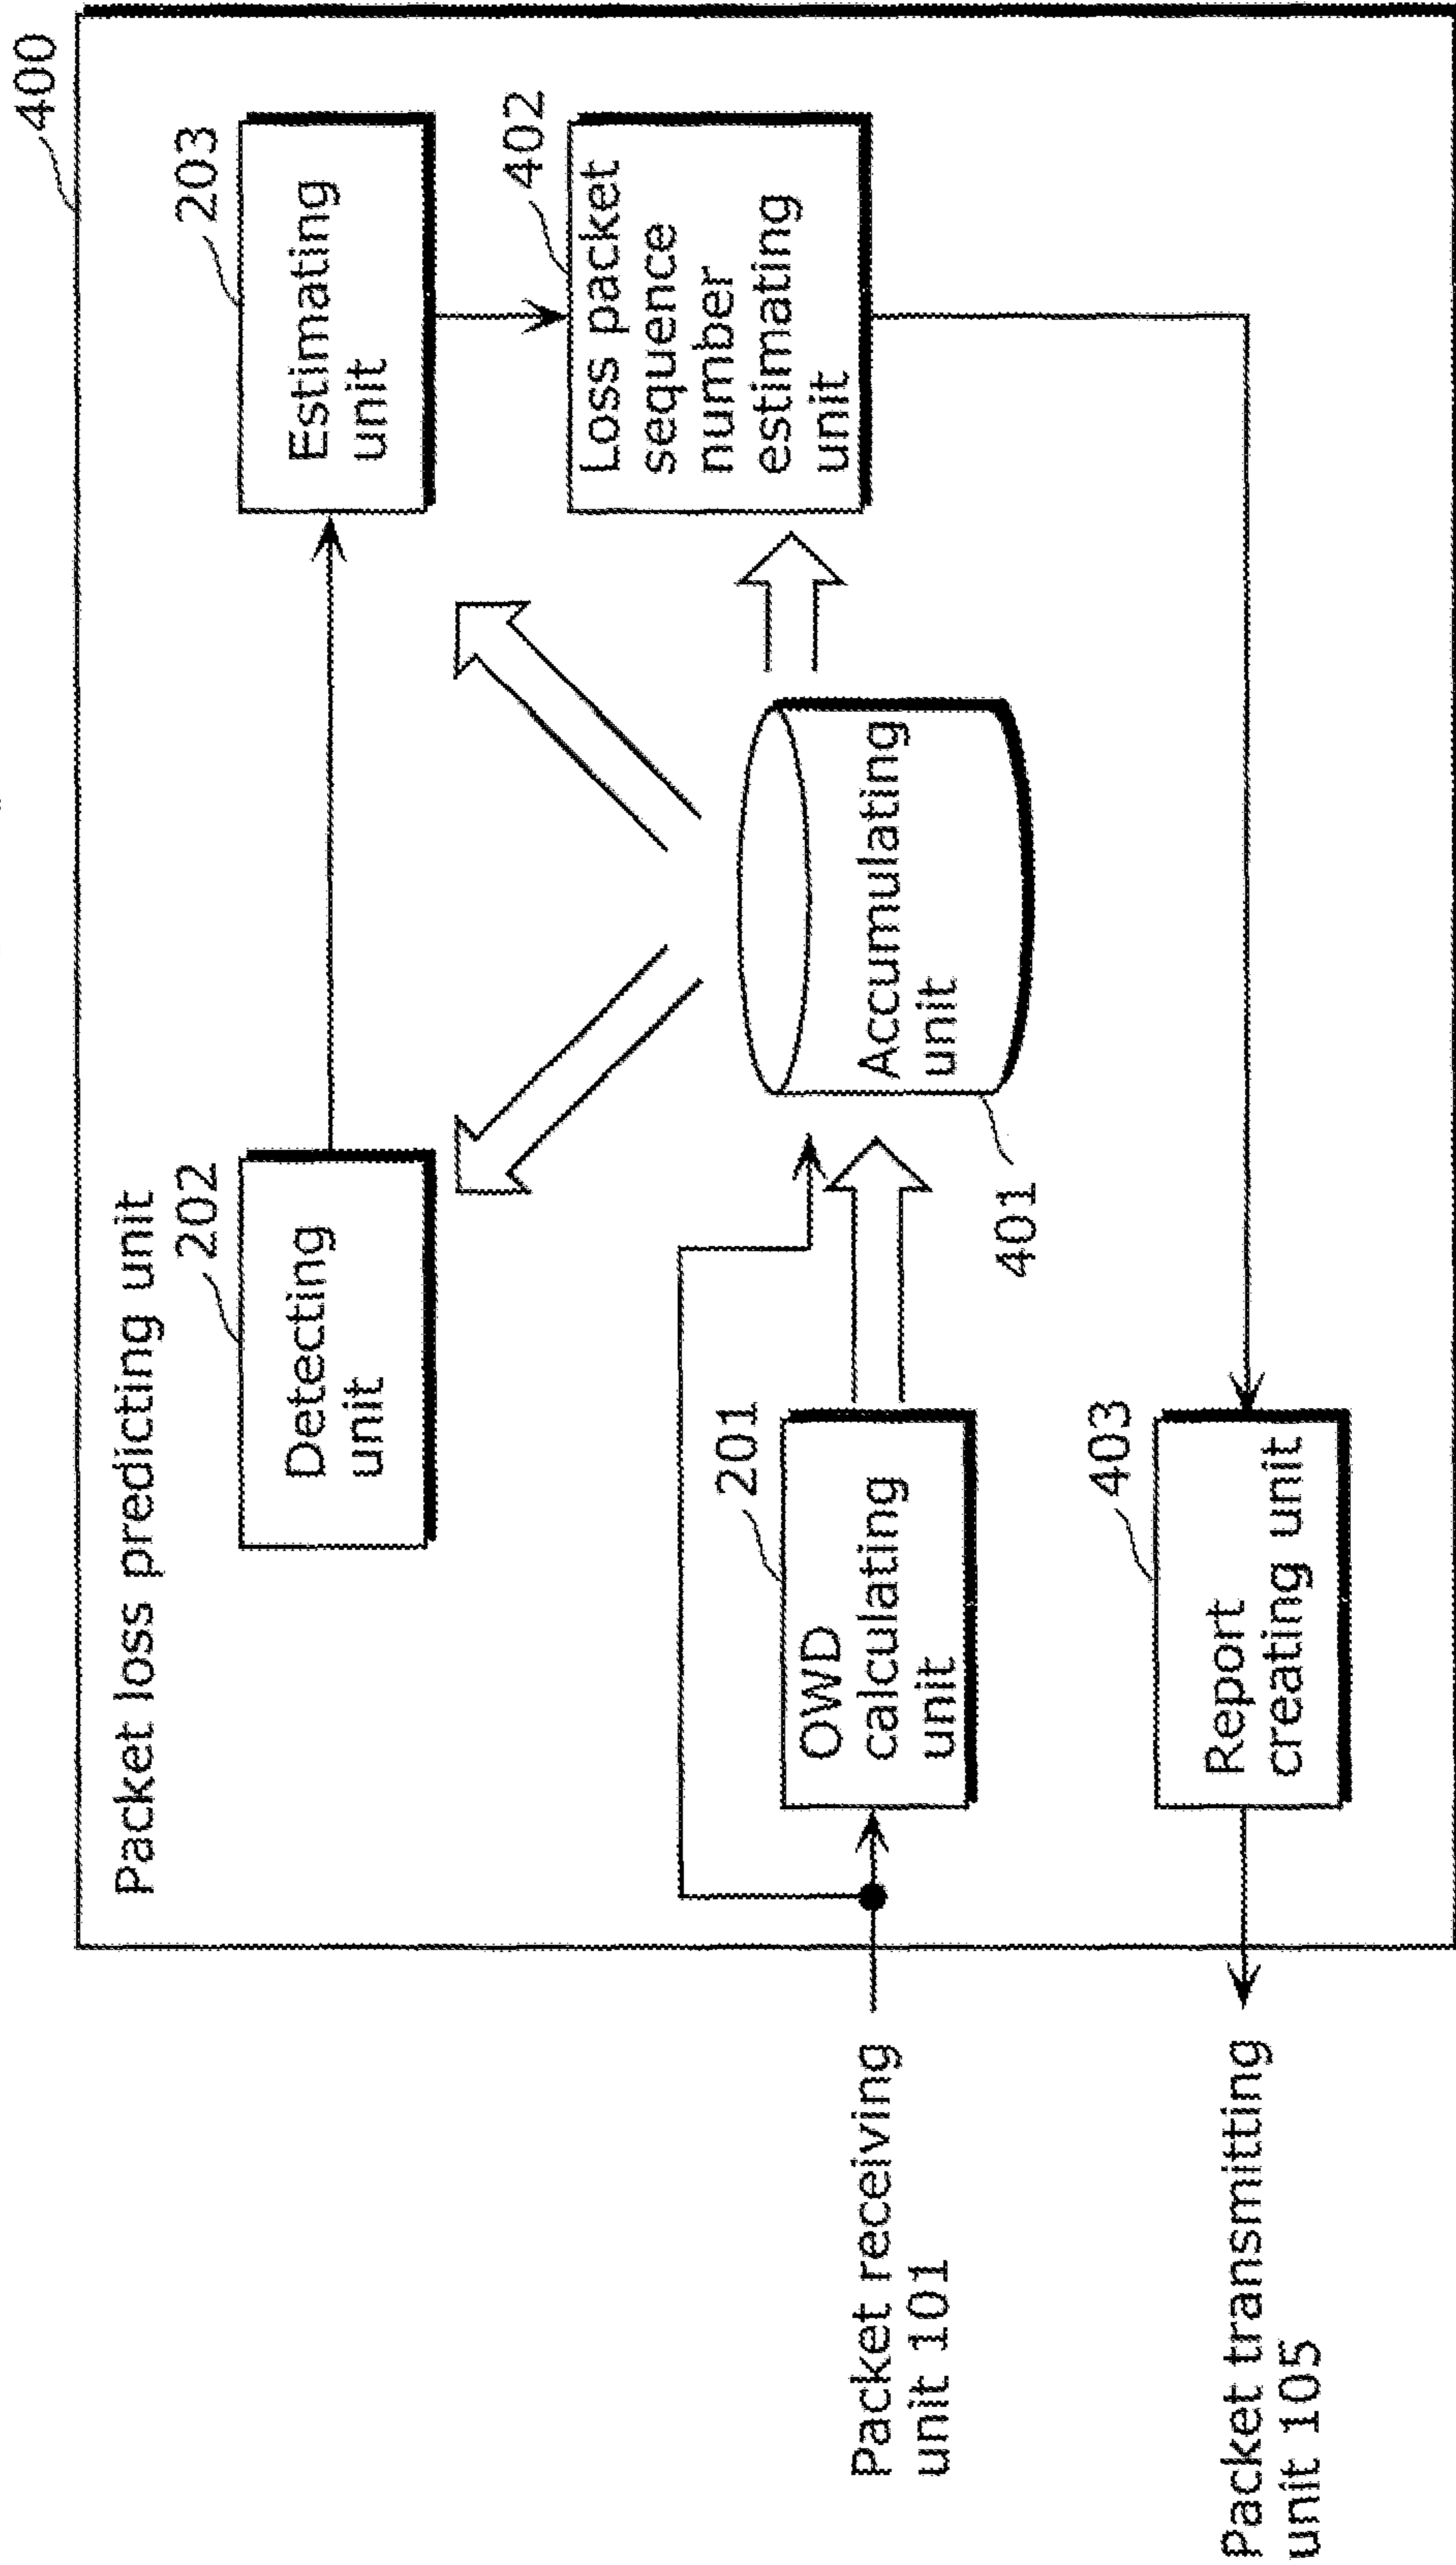 400
Packet loss predicting unit
202
Detecting
unit
203
Estimating
unit
402
Loss packet
sequence
number
estimating
unit
201
OWD
calculating
unit
Accumulating
unit
401
Packet receiving
unit 101
403
Report
creating unit
Packet transmitting
unit 105